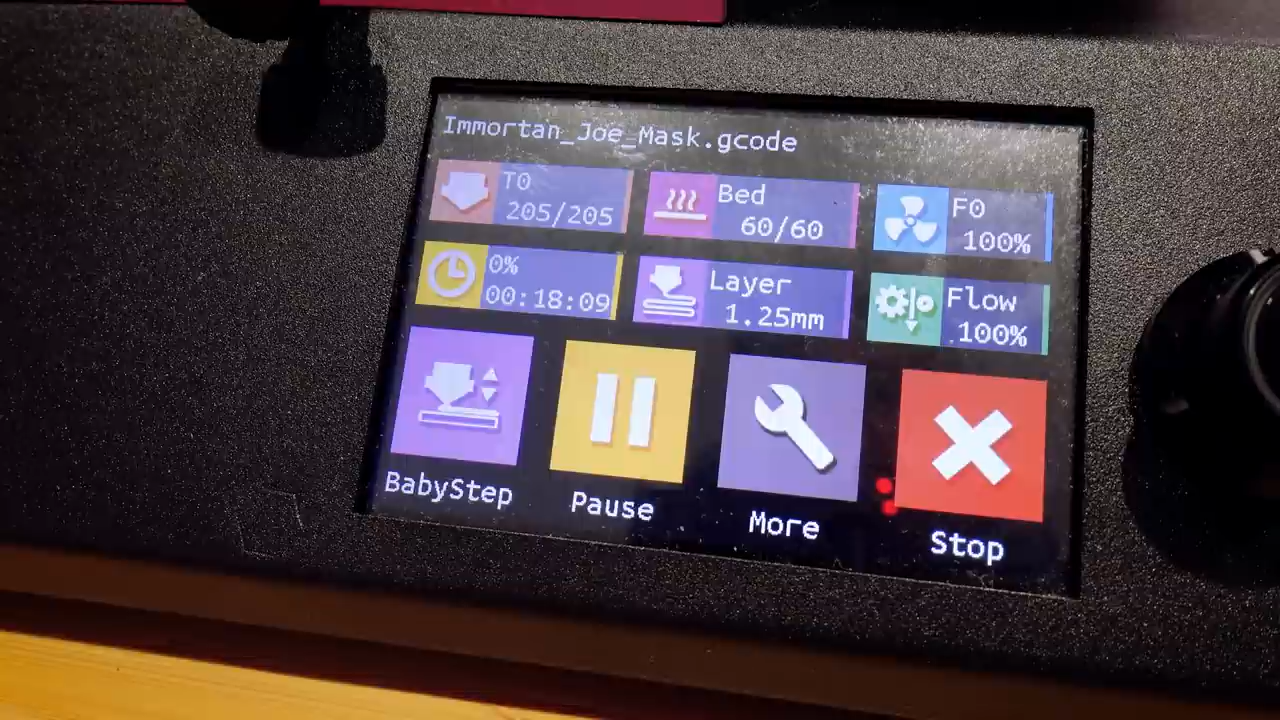 Immortan_Joe_Mask.gcode
T0
205/205
Bed
60/60
F0
100%
0%
00:18:09
Layer
1.25mm
Flow
100%
BabyStep
Pause
More
Stop